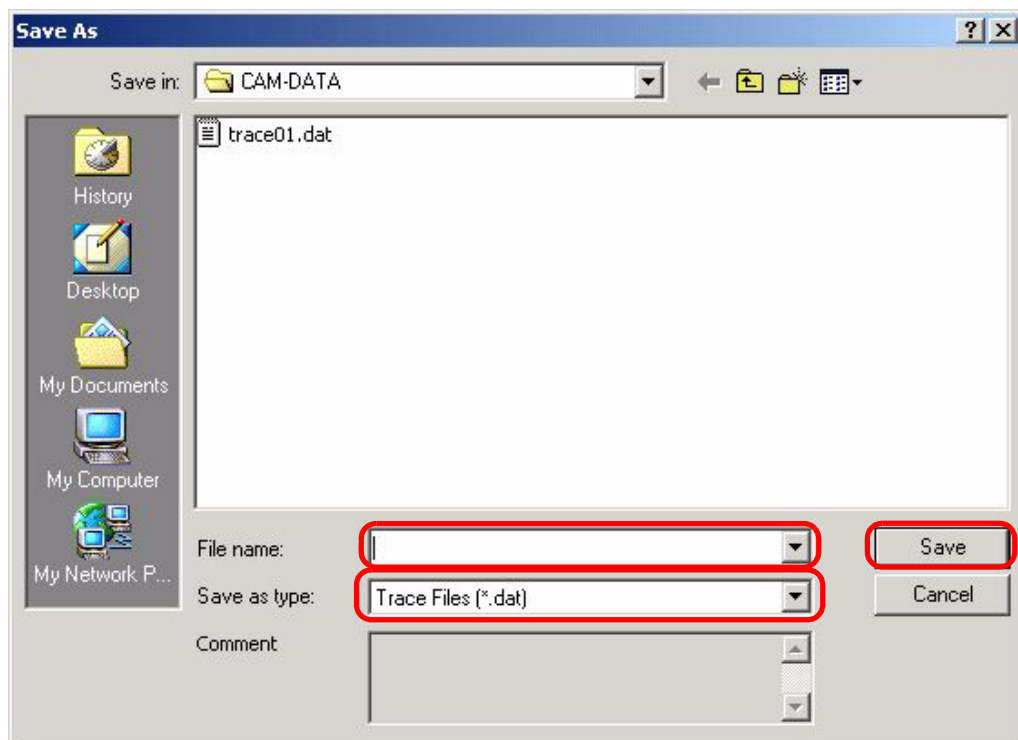 Save As
Save in: CAM-DATA
trace01.dat
History
Desktop
My Documents
My Computer
My Network P...
File name: Save
Save as type: Trace Files (*.dat) Cancel
Comment